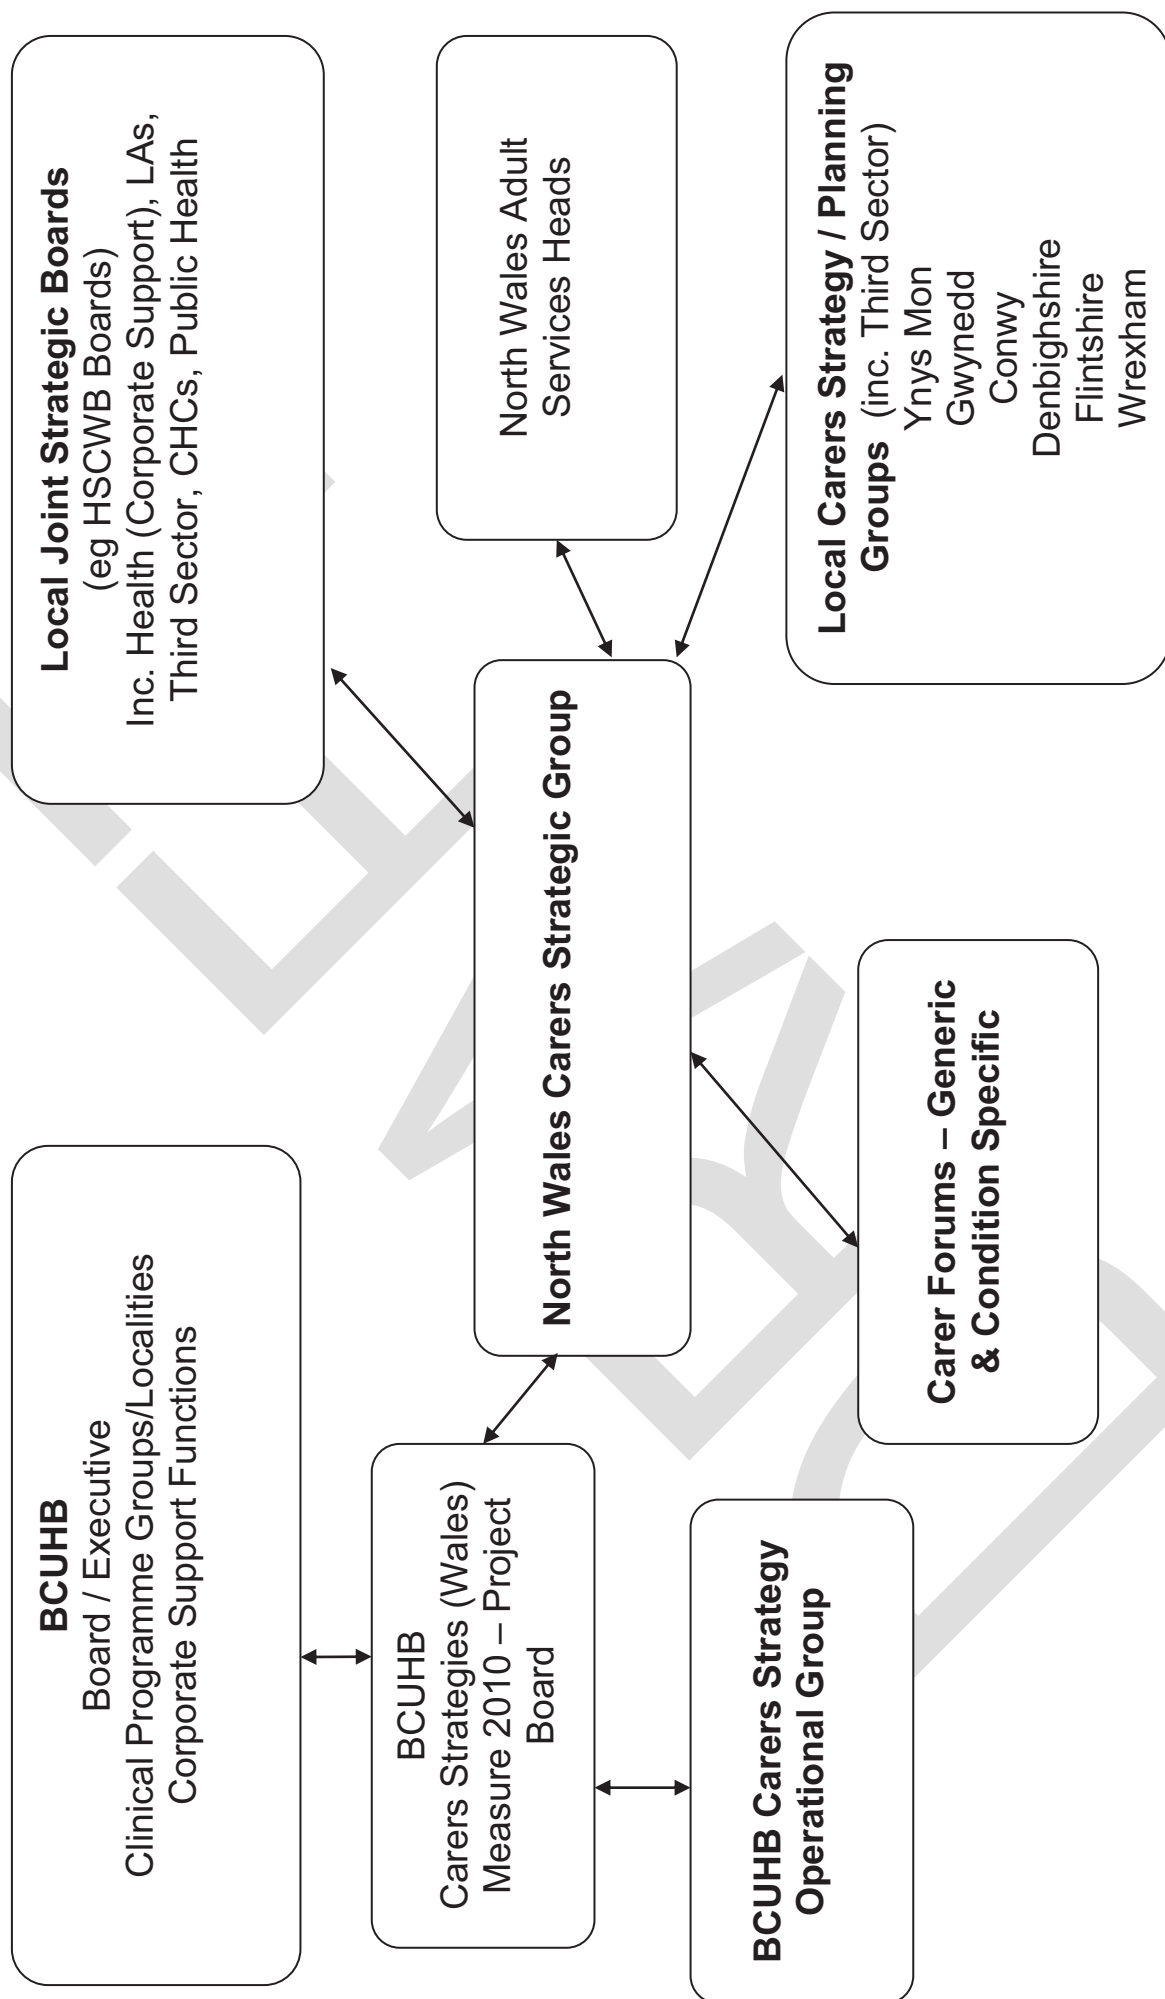 BCUHB
Board / Executive
Clinical Programme Groups/Localities
Corporate Support Functions
Local Joint Strategic Boards
(eg HSCWB Boards)
Inc. Health (Corporate Support), LAs,
Third Sector, CHCs, Public Health
BCUHB
Carers Strategies (Wales)
Measure 2010 – Project
Board
North Wales Carers Strategic Group
North Wales Adult
Services Heads
BCUHB Carers Strategy
Operational Group
Carer Forums – Generic
& Condition Specific
Local Carers Strategy / Planning
Groups (inc. Third Sector)
Ynys Mon
Gwynedd
Conwy
Denbighshire
Flintshire
Wrexham